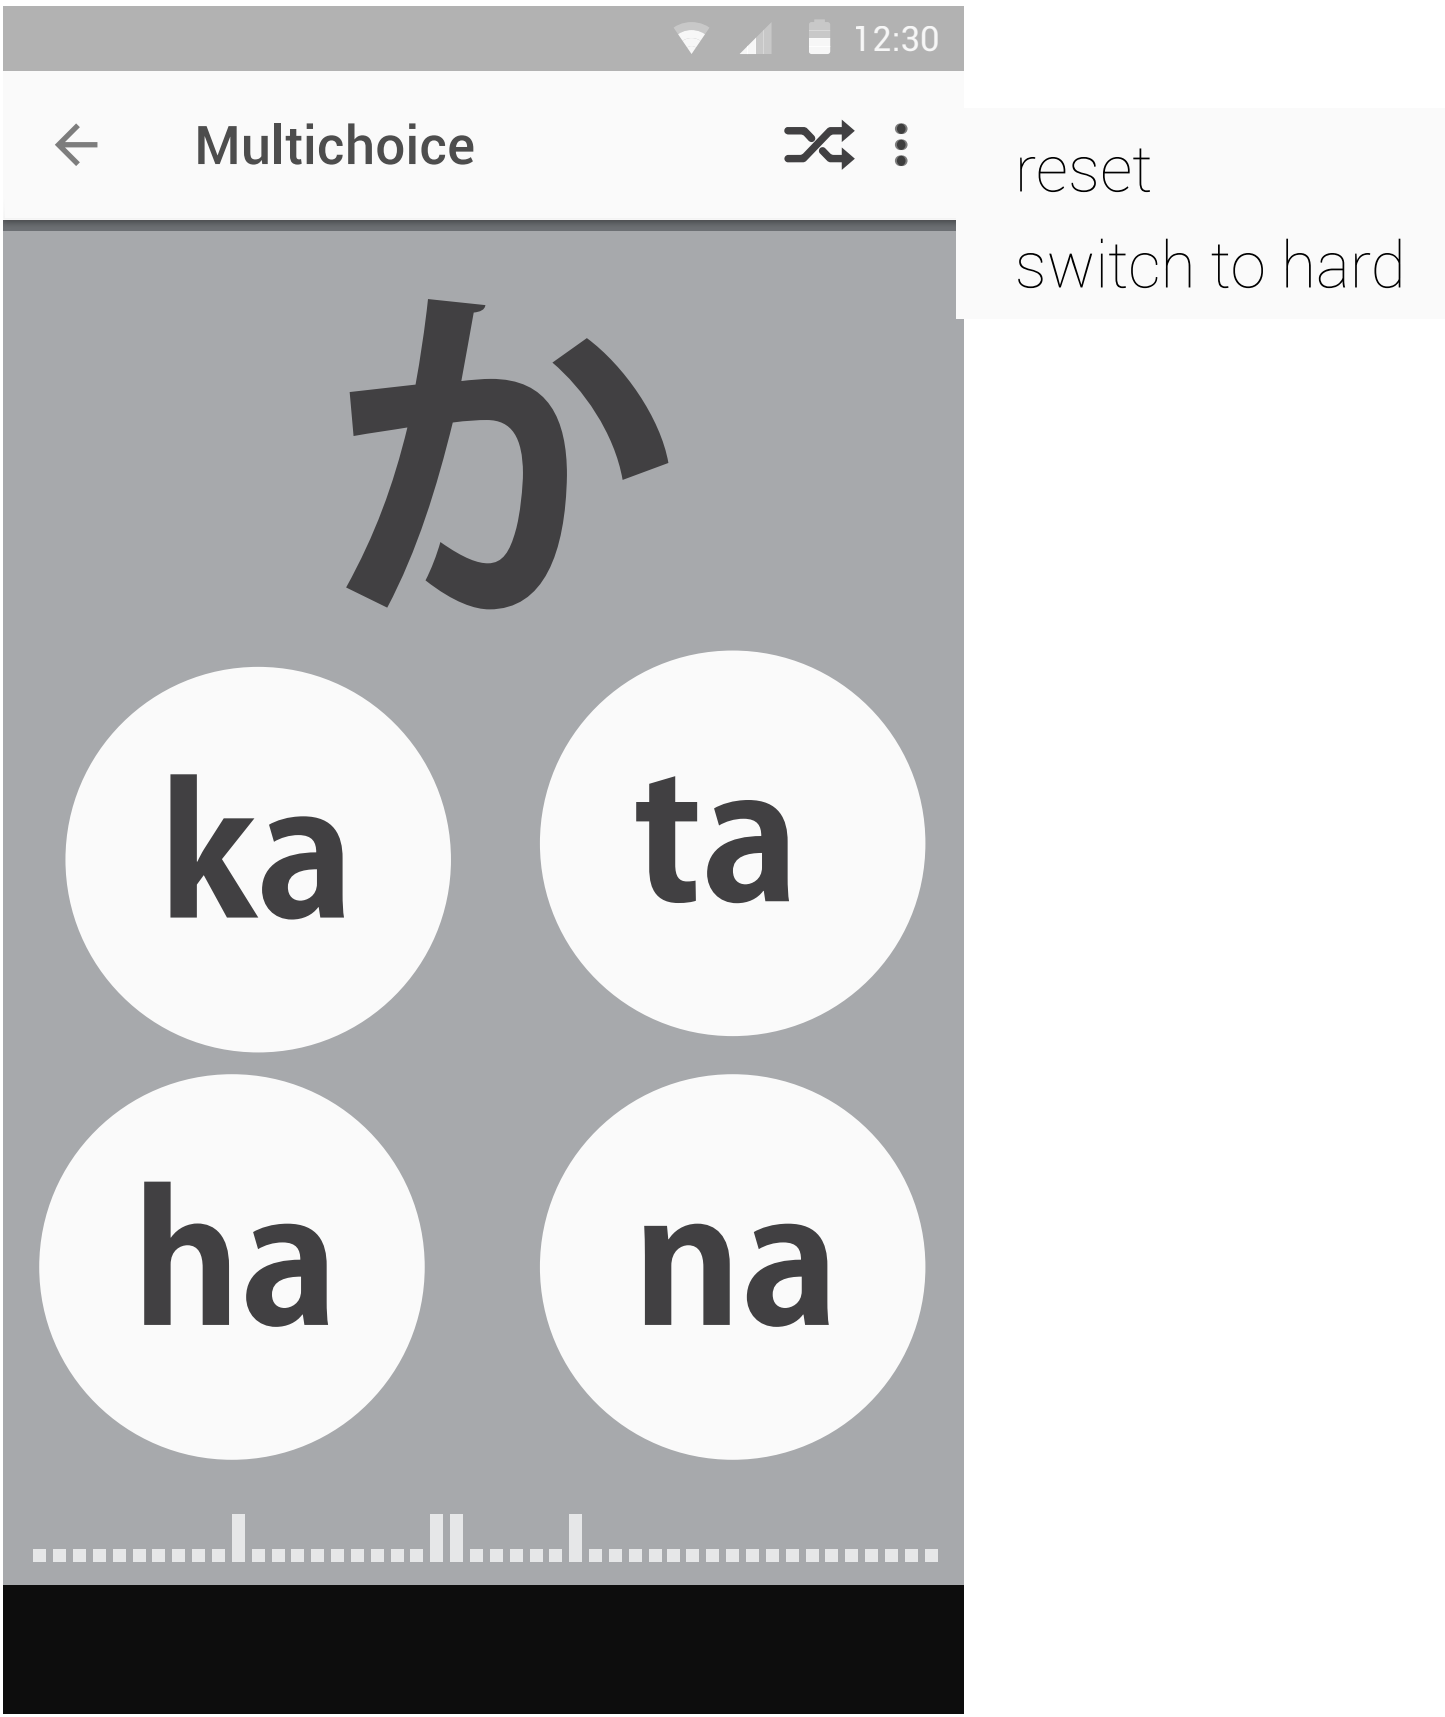 12:30
Multichoice
reset
switch to hard
か
ka
ta
ha
na